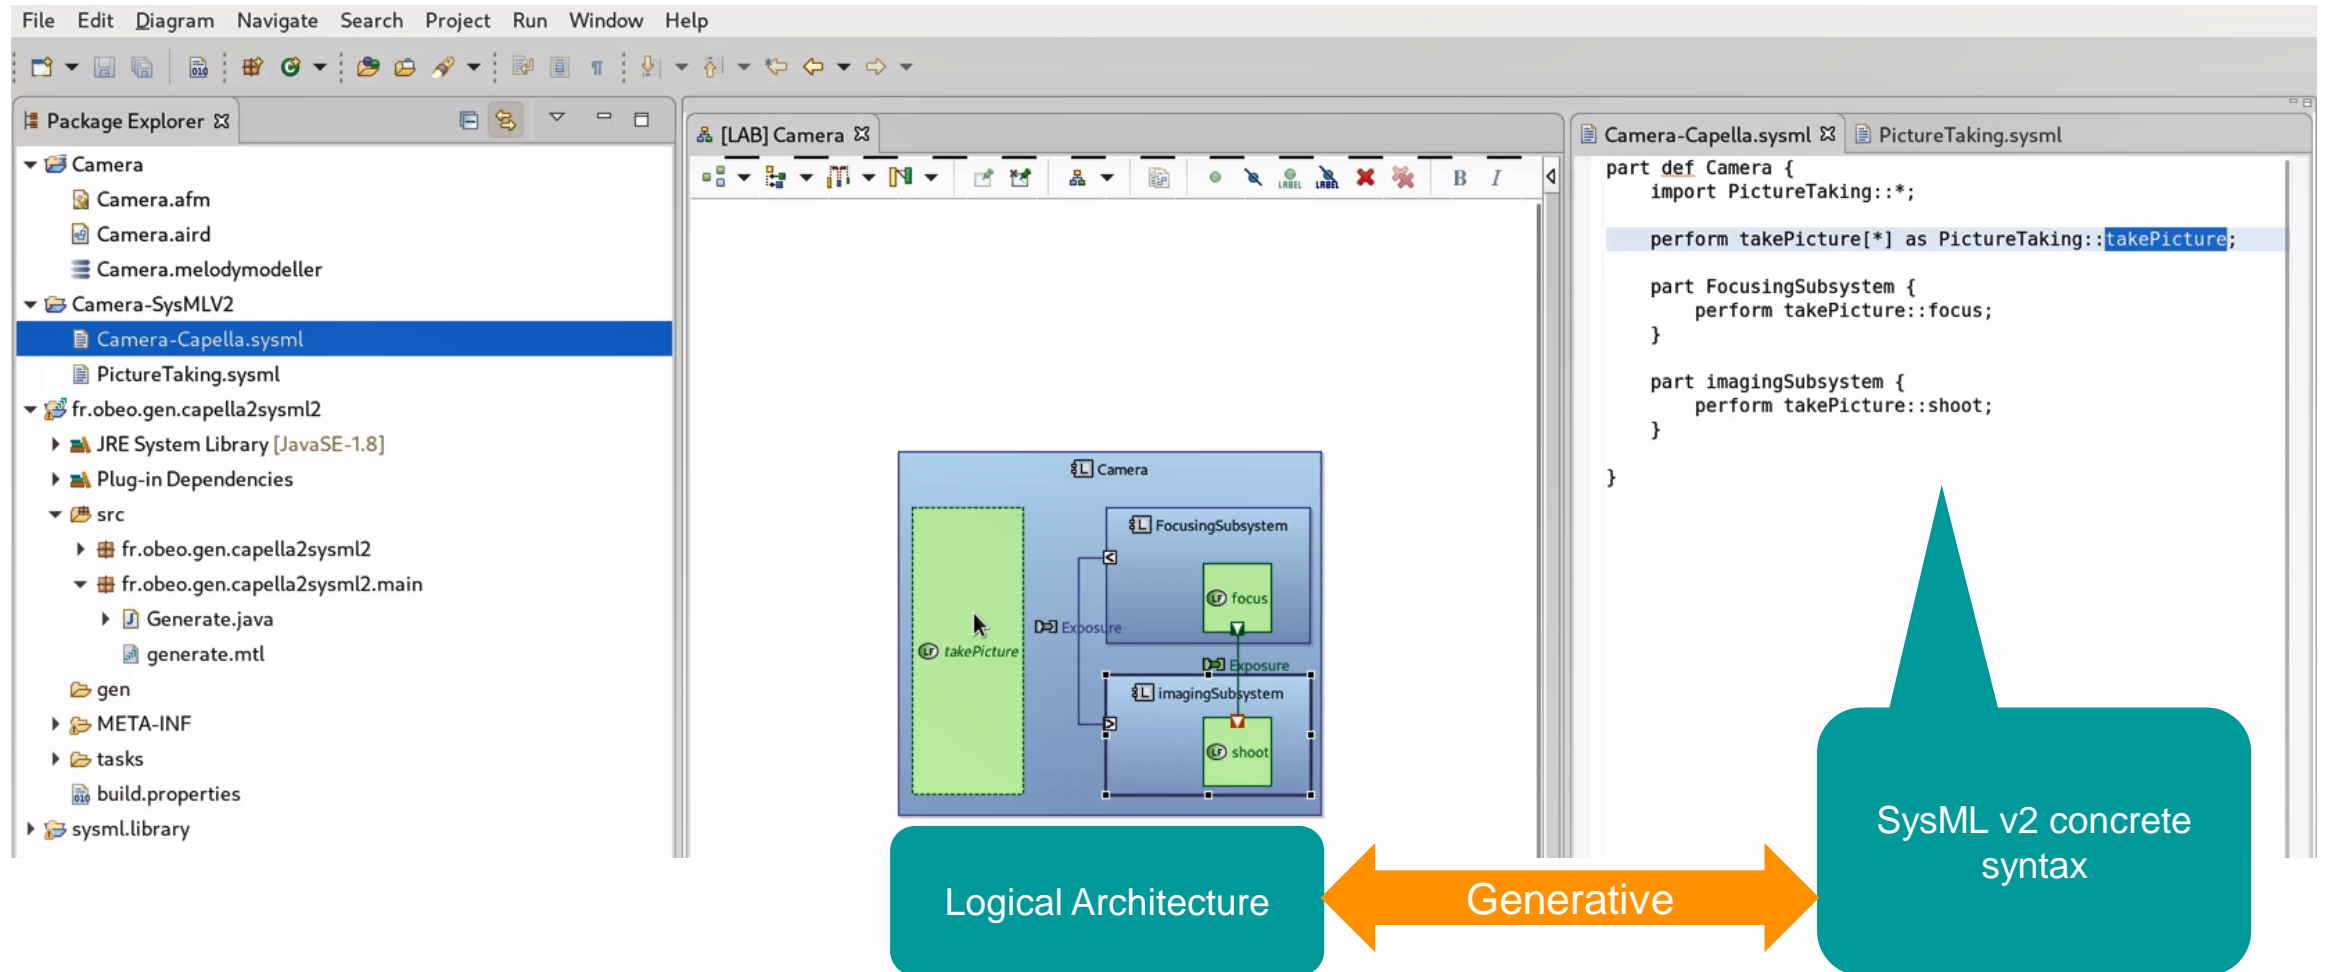 File Edit Diagram Navigate Search Project Run Window Help
Package Explorer
Camera
Camera.afm
Camera.aird
Camera.melodymodeller
Camera-SysMLV2
Camera-Capella.sysml
PictureTaking.sysml
fr.obeo.gen.capella2sysml2
JRE System Library [JavaSE-1.8]
Plug-in Dependencies
src
fr.obeo.gen.capella2sysml2
fr.obeo.gen.capella2sysml2.main
Generate.java
generate.mtl
gen
META-INF
tasks
build.properties
sysml.library
[LAB] Camera
LABEL LABEL B I
Camera
FocusingSubsystem
focus
Exposure
takePicture
Exposure
imagingSubsystem
shoot
Camera-Capella.sysml PictureTaking.sysml
part def Camera {
import PictureTaking::*;
perform takePicture[*] as PictureTaking::takePicture;
part FocusingSubsystem {
perform takePicture::focus;
}
part imagingSubsystem {
perform takePicture::shoot;
}
}
Logical Architecture
Generative
SysML v2 concrete
syntax